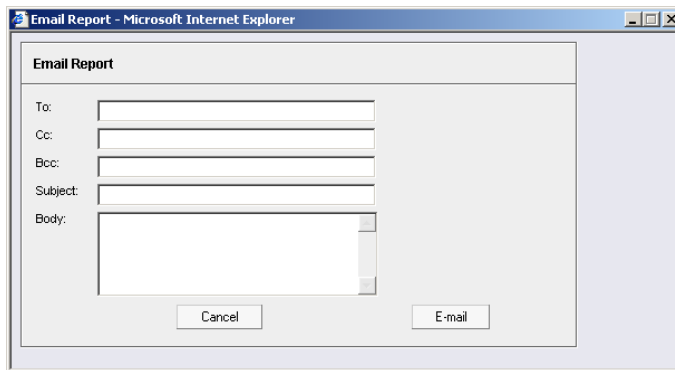 Email Report - Microsoft Internet Explorer
Email Report
To:
Cc:
Bcc:
Subject:
Body:
Cancel E-mail